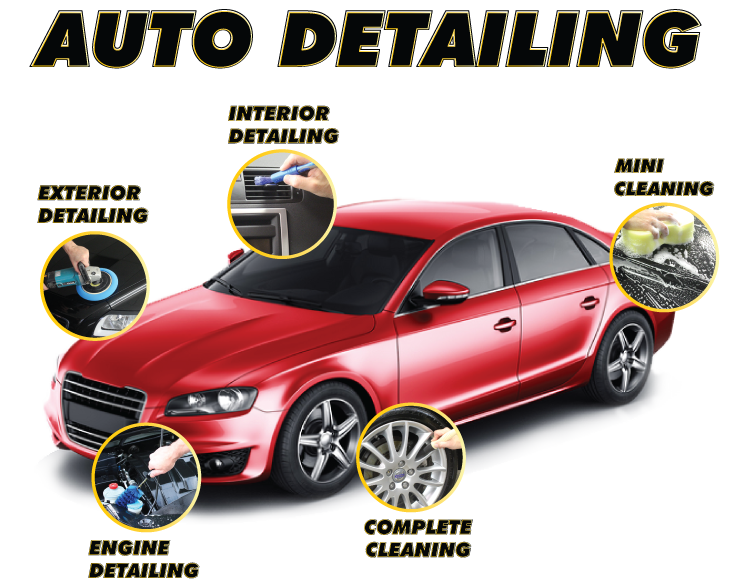 AUTO DETAILING
INTERIOR
DETAILING
MINI
CLEANING
EXTERIOR
DETAILING
COMPLETE
CLEANING
ENGINE
DETAILING